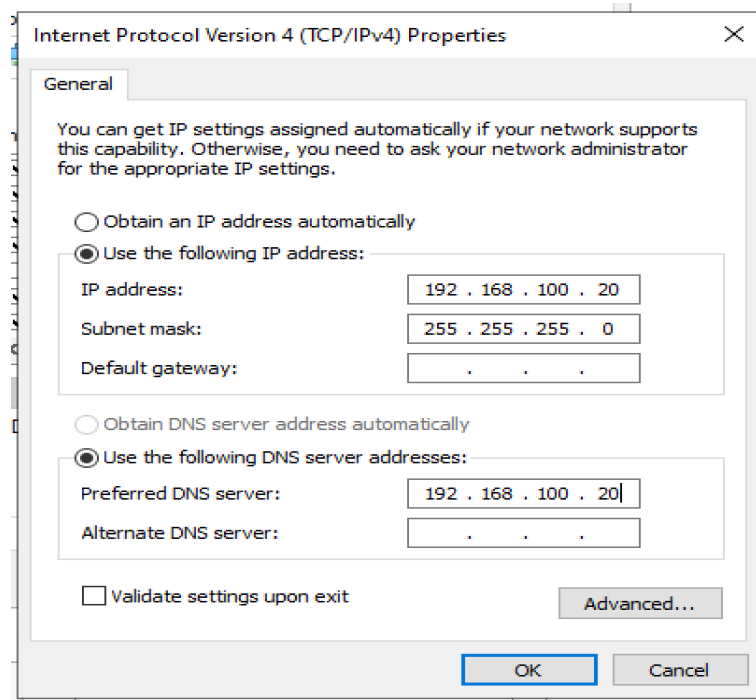 Internet Protocol Version 4 (TCP/IPv4) Properties
General
You can get IP settings assigned automatically if your network supports
this capability. Otherwise, you need to ask your network administrator
for the appropriate IP settings.
Obtain an IP address automatically
Use the following IP address:
IP address: 192 . 168 . 100 . 20
Subnet mask: 255 . 255 . 255 . 0
Default gateway: . . .
Obtain DNS server address automatically
Use the following DNS server addresses:
Preferred DNS server: 192 . 168 . 100 . 20
Alternate DNS server: . . .
Validate settings upon exit
Advanced...
OK Cancel